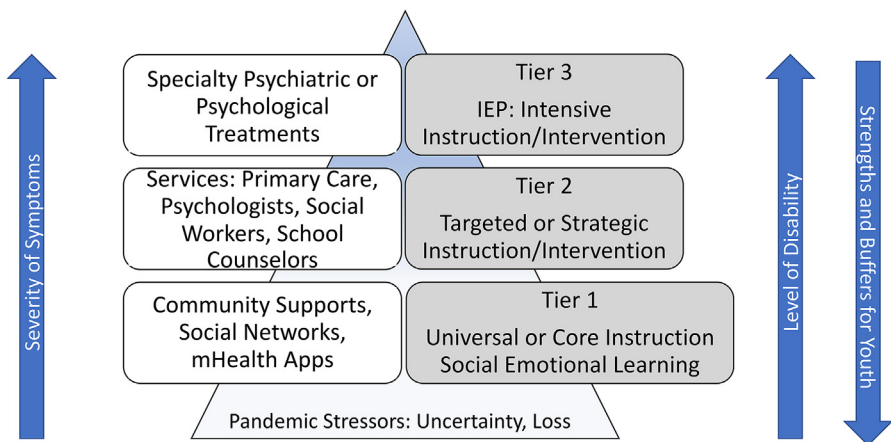 Severity of Symptoms
Specialty Psychiatric or
Psychological
Treatments
Tier 3
IEP: Intensive
Instruction/Intervention
Services: Primary Care,
Psychologists, Social
Workers, School
Counselors
Tier 2
Targeted or Strategic
Instruction/Intervention
Community Supports,
Social Networks,
mHealth Apps
Tier 1
Universal or Core Instruction
Social Emotional Learning
Pandemic Stressors: Uncertainty, Loss
Level of Disability
Strengths and Buffers for Youth